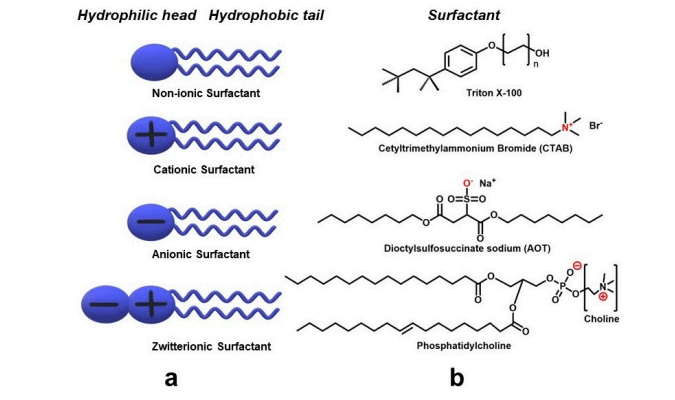 Hydrophilic head Hydrophobic tail Surfactant
Non-ionic Surfactant
O
OH
n
Triton X-100
Cationic Surfactant
N+
Br-
Cetyltrimethylammonium Bromide (CTAB)
Anionic Surfactant
O- Na+
O O=S=O
O
O
O
Dioctylsulfosuccinate sodium (AOT)
Zwitterionic Surfactant
O
O
O
O
O
P
O
O
O
N
Choline
Phosphatidylcholine
a b